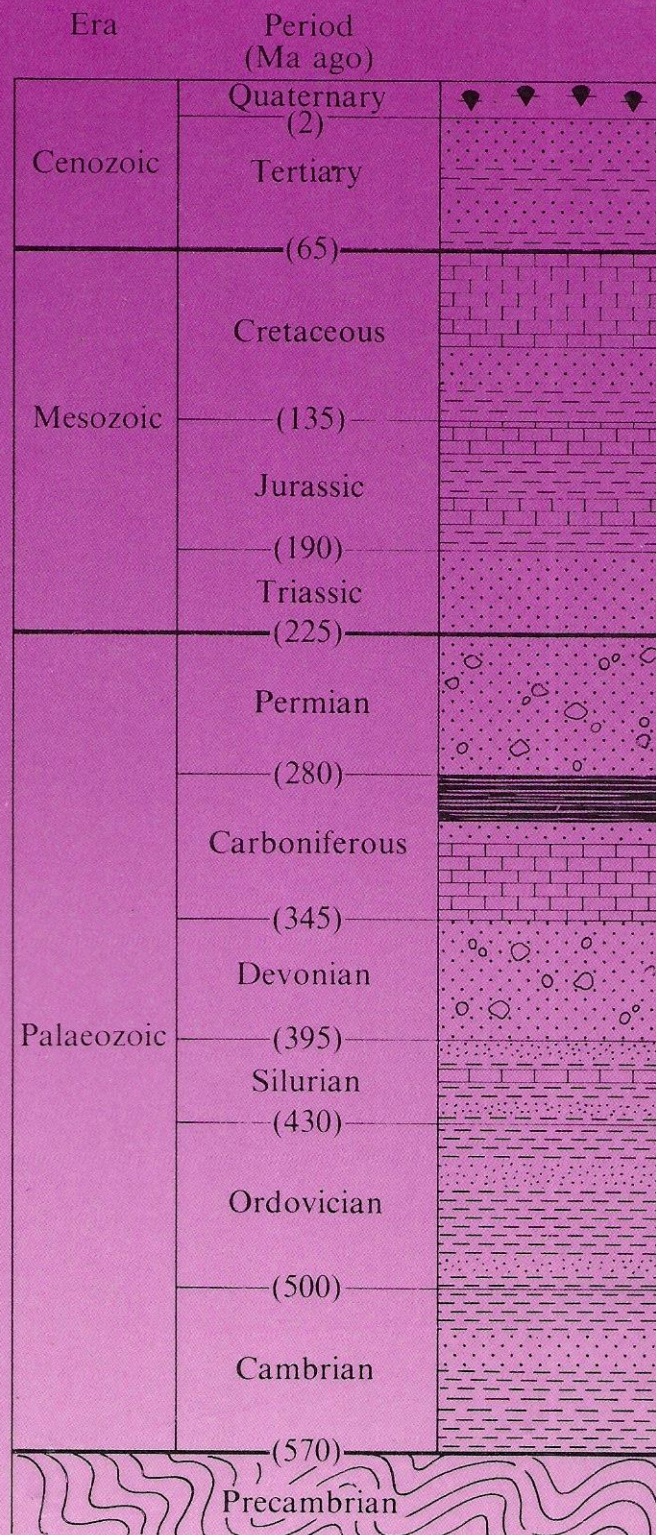 Era
Period
(Ma ago)
Quaternary
(2)
Cenozoic
Tertiary
(65)
Cretaceous
Mesozoic
(135)
Jurassic
(190)
Triassic
(225)
Permian
(280)
Carboniferous
(345)
Devonian
Palaeozoic
(395)
Silurian
(430)
Ordovician
(500)
Cambrian
(570)
Precambrian